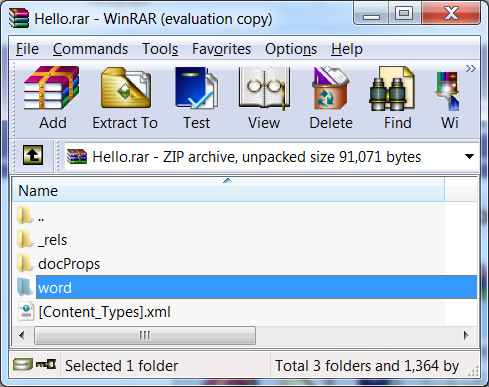 Hello.rar - WinRAR (evaluation copy)
File Commands Tools Favorites Options Help
Add Extract To Test View Delete Find Wi
Hello.rar - ZIP archive, unpacked size 91,071 bytes
Name
..
_rels
docProps
word
[Content_Types].xml
Selected 1 folder Total 3 folders and 1,364 by